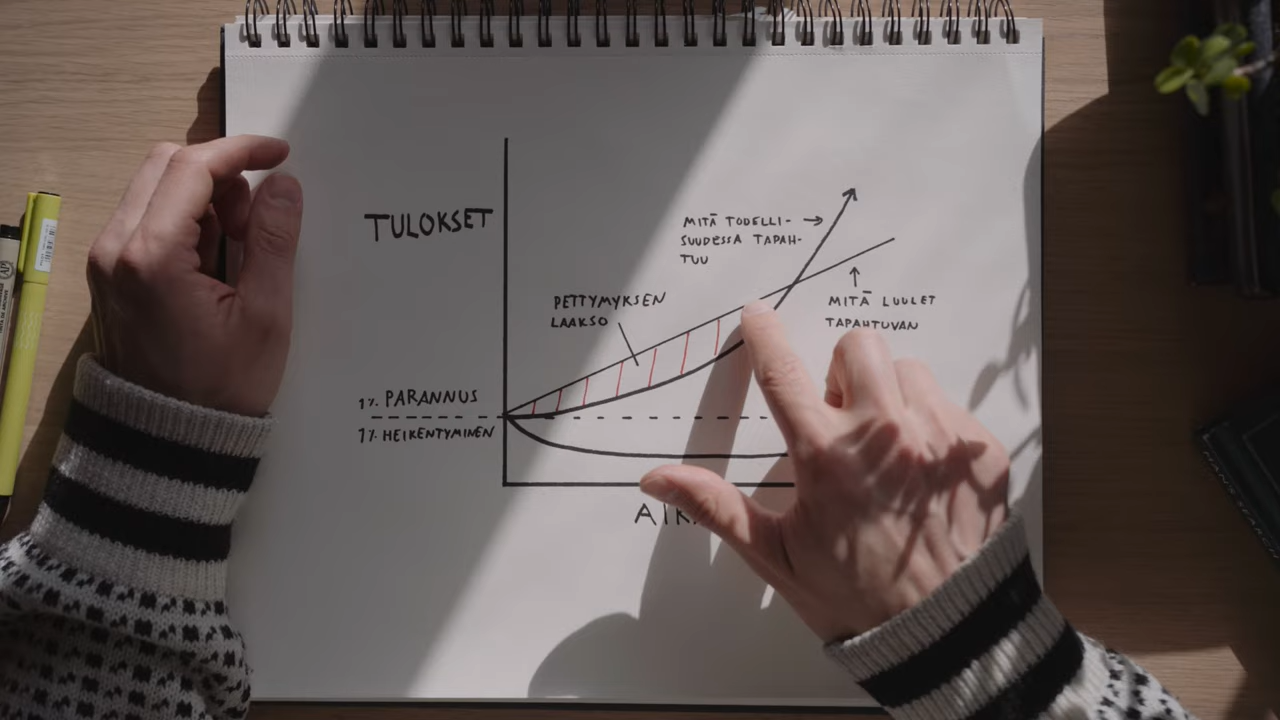 TULOKSET
MITÄ TODELLI-
SUUDESSA TAPAH-
TUU
PETTYMYKSEN
LAAKSO
MITÄ LUULET
TAPAHTUVAN
1% PARANNUS
1% HEIKENTYMINEN